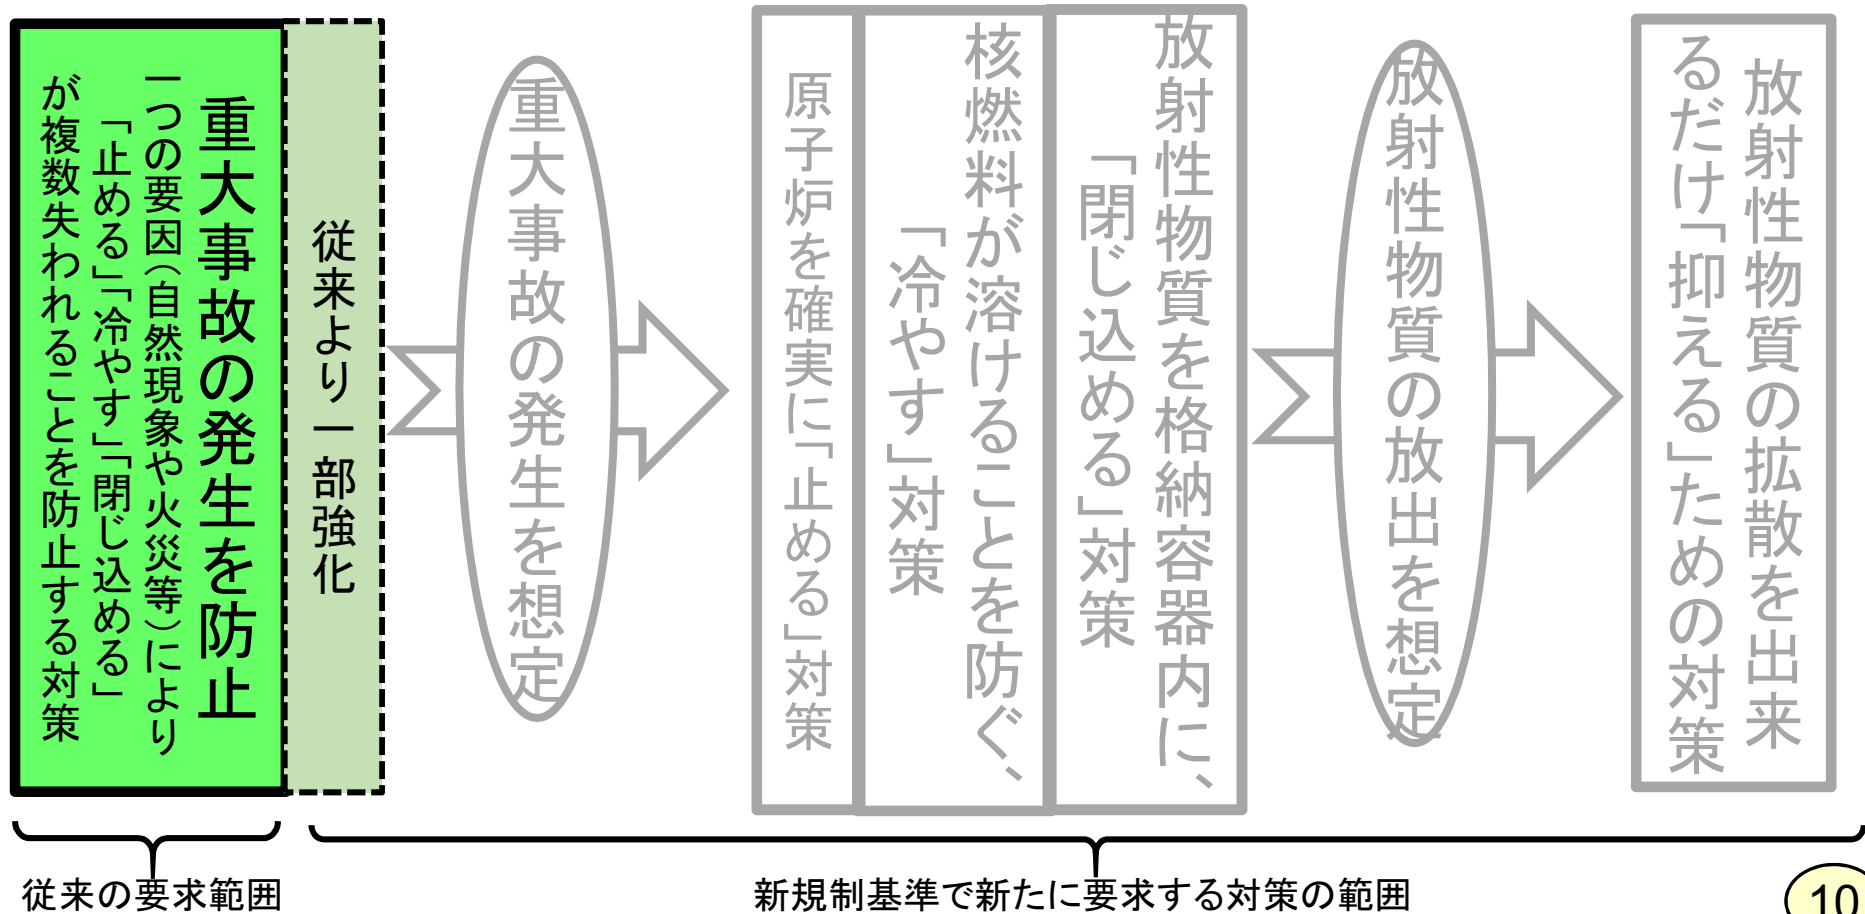 重大事故の発生を防止
一つの要因（自然現象や火災等）により
「止める」「冷やす」「閉じ込める」
が複数失われることを防止する対策
従来より一部強化
重大事故の発生を想定
原子炉を確実に「止める」対策
核燃料が溶けることを防ぐ、
「冷やす」対策
放射性物質を格納容器内に、
「閉じ込める」対策
放射性物質の放出を想定
放射性物質の拡散を出来
るだけ「抑える」ための対策
従来の要求範囲
新規制基準で新たに要求する対策の範囲
10